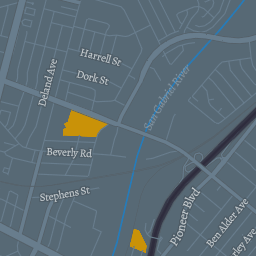 Harrell St
Dork St
Deland Ave
San Gabriel River
Beverly Rd
Stephens St
Pioneer Blvd
Ben Alder Ave